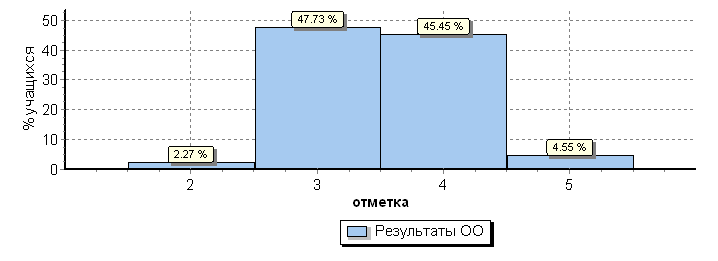 % учащихся
50
40
30
20
10
0
2.27 %
47.73 %
45.45 %
4.55 %
2 3 4 5
отметка
Результаты ОО